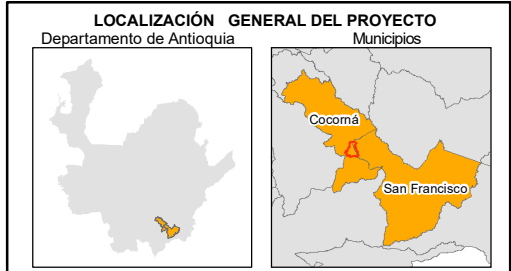 LOCALIZACIÓN GENERAL DEL PROYECTO
Departamento de Antioquia
Municipios
Cocorná
San Francisco